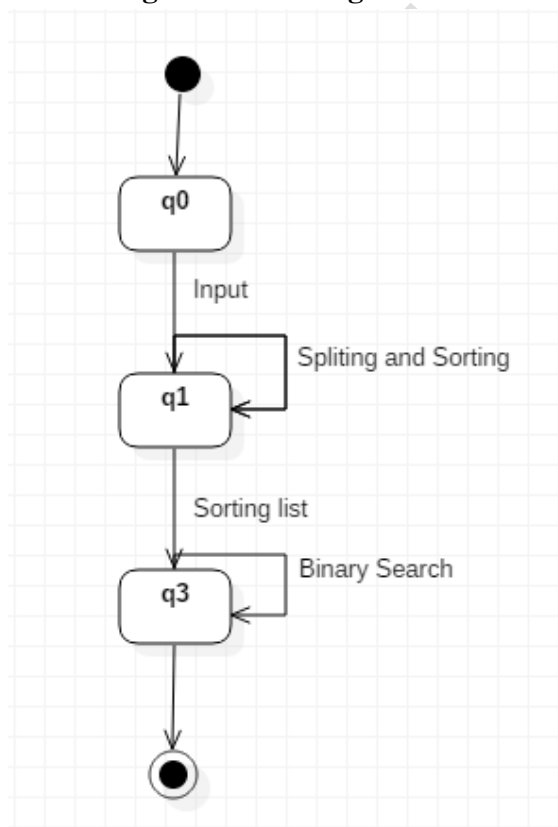 q0
Input
Spliting and Sorting
q1
Sorting list
Binary Search
q3